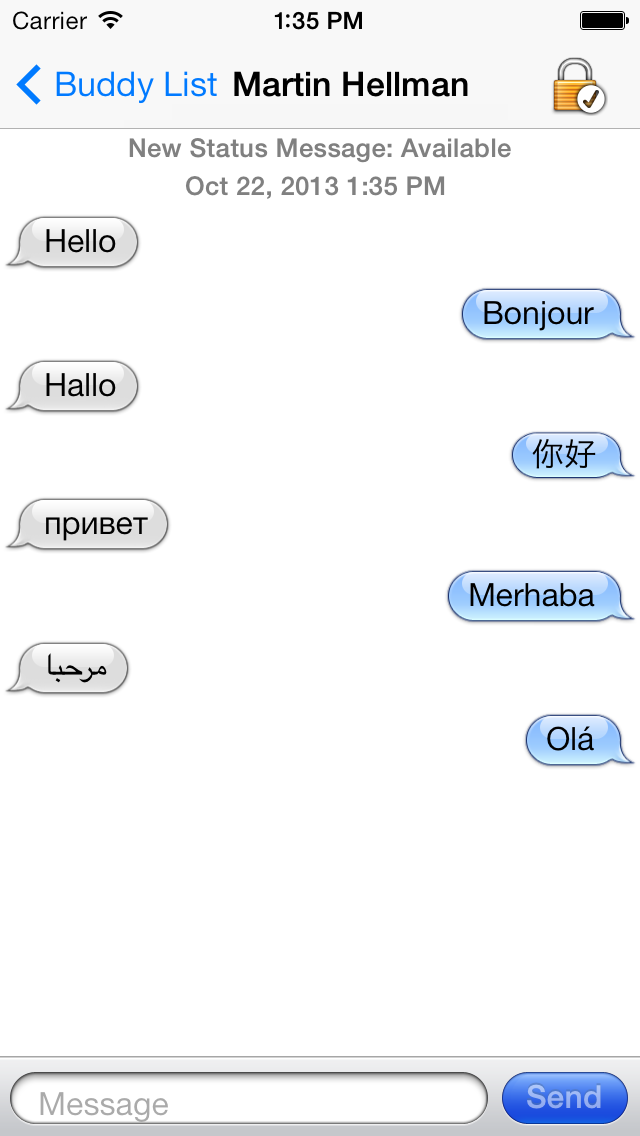 Carrier 1:35 PM
Buddy List Martin Hellman
New Status Message: Available
Oct 22, 2013 1:35 PM
Hello
Bonjour
Hallo
你好
привет
Merhaba
مرحبا
Olá
Message Send